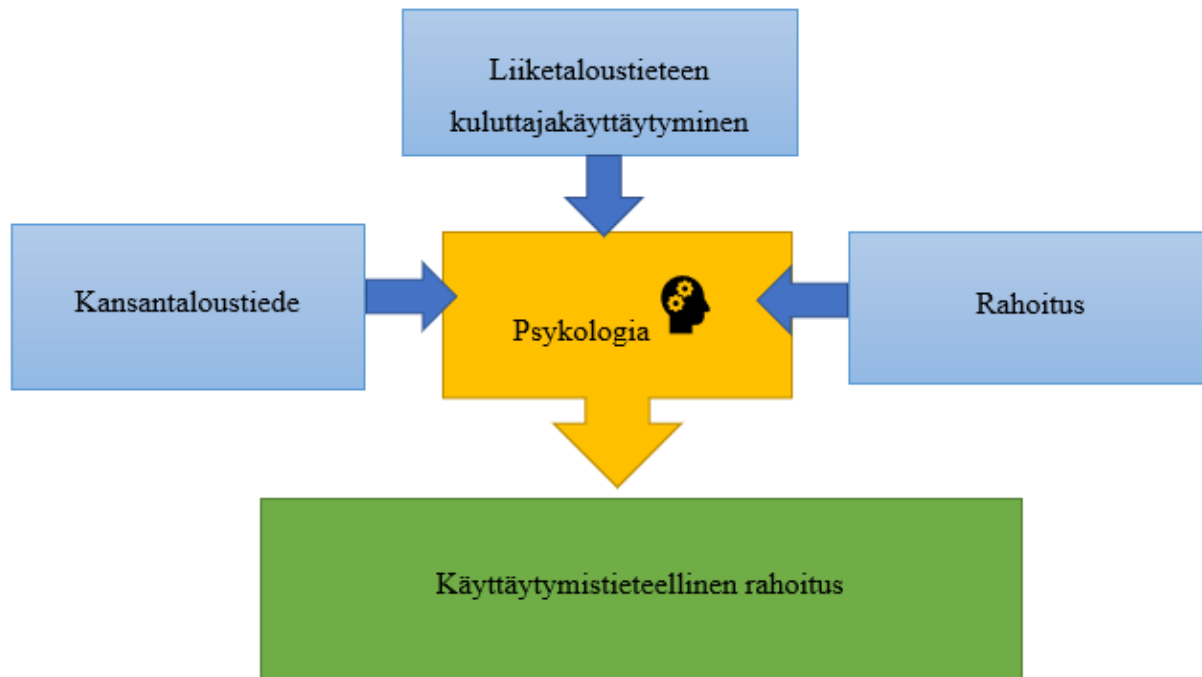 Liiketaloustieteen
kuluttajakäyttäytyminen
Kansantaloustiede
Psykologia
Rahoitus
Käyttäytymistieteellinen rahoitus